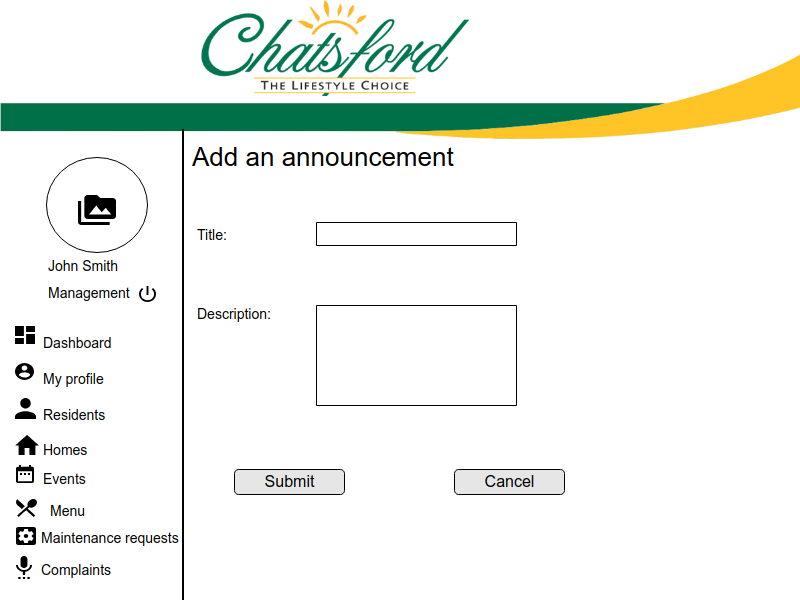 Chatsford
THE LIFESTYLE CHOICE
Add an announcement
John Smith
Management
Dashboard
My profile
Residents
Homes
Events
Menu
Maintenance requests
Complaints
Title:
Description:
Submit
Cancel